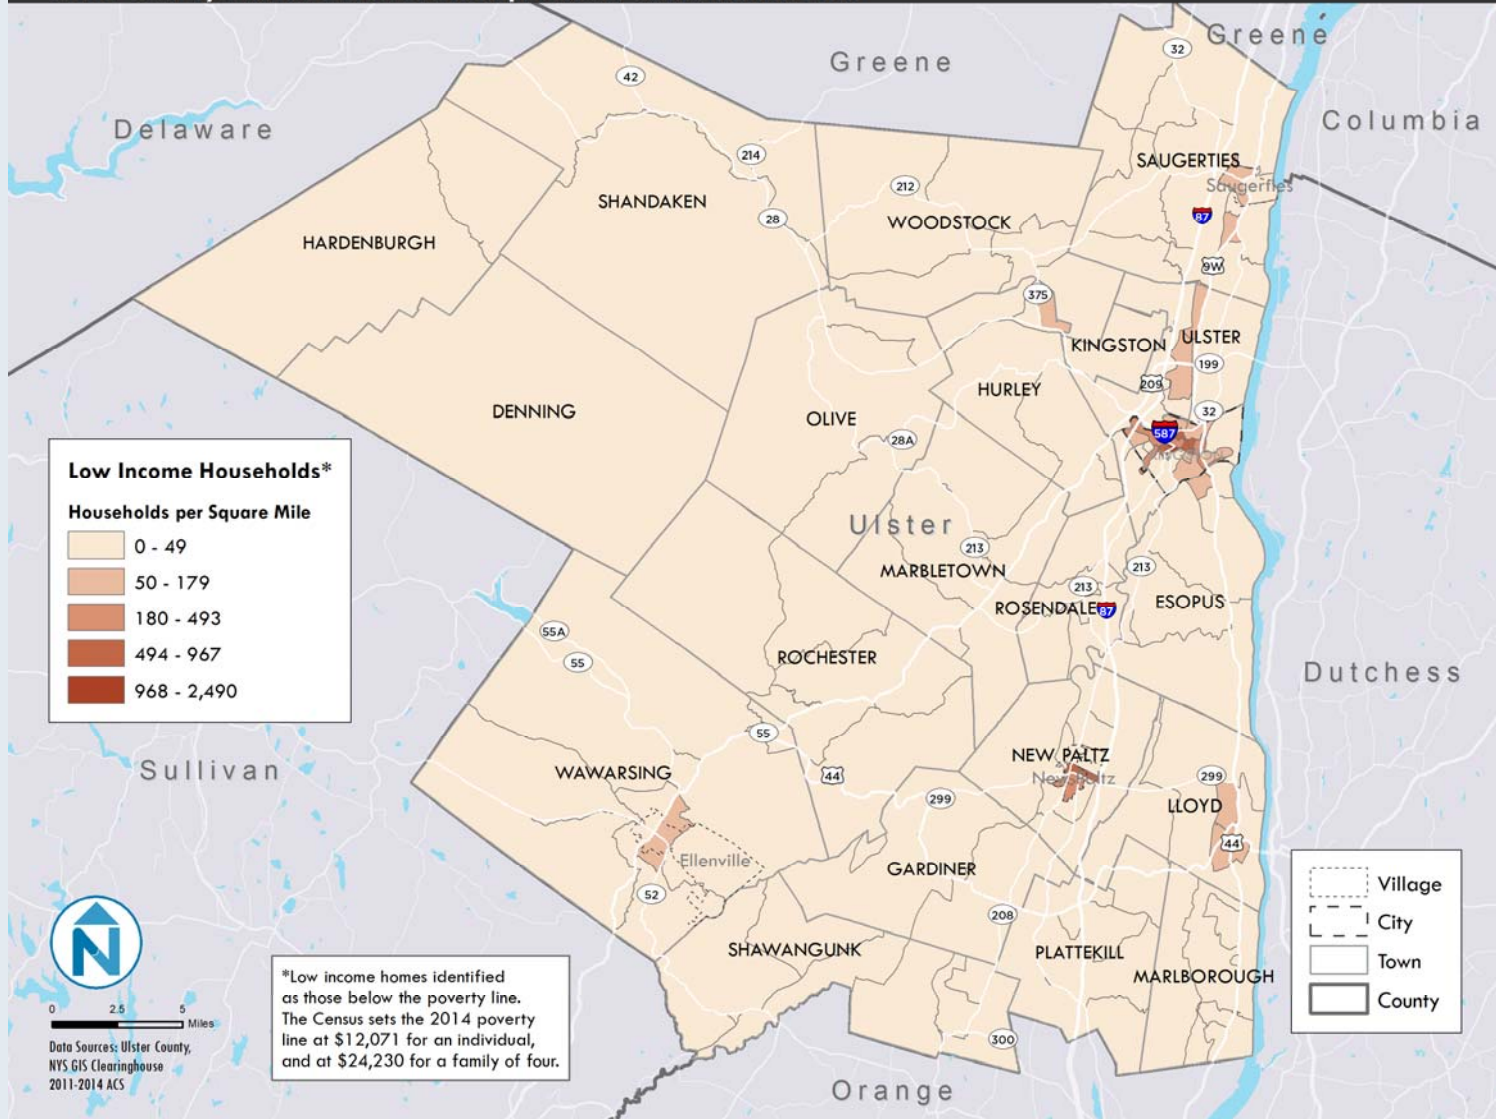 Greene
Greene
32
42
Delaware
Columbia
214
SAUGERTIES
212
Saugerties
SHANDAKEN
28
WOODSTOCK
87
HARDENBURGH
9W
375
KINGSTON
ULSTER
199
209
HURLEY
DENNING
OLIVE
32
28A
587
Low Income Households*
Households per Square Mile
0 - 49
50 - 179
180 - 493
494 - 967
968 - 2,490
Ulster
213
MARBLETOWN
213
213
ROSENDALE
87
ESOPUS
55A
55
ROCHESTER
Dutchess
55
Sullivan
WAWARSING
44
NEW PALTZ
New Paltz
299
299
LLOYD
44
Ellenville
GARDINER
52
208
SHAWANGUNK
PLATTEKILL
MARLBOROUGH
300
Orange
Village
City
Town
County
N
0 2.5 5
Miles
Data Sources: Ulster County,
NYS GIS Clearinghouse
2011-2014 ACS
*Low income homes identified
as those below the poverty line.
The Census sets the 2014 poverty
line at $12,071 for an individual,
and at $24,230 for a family of four.